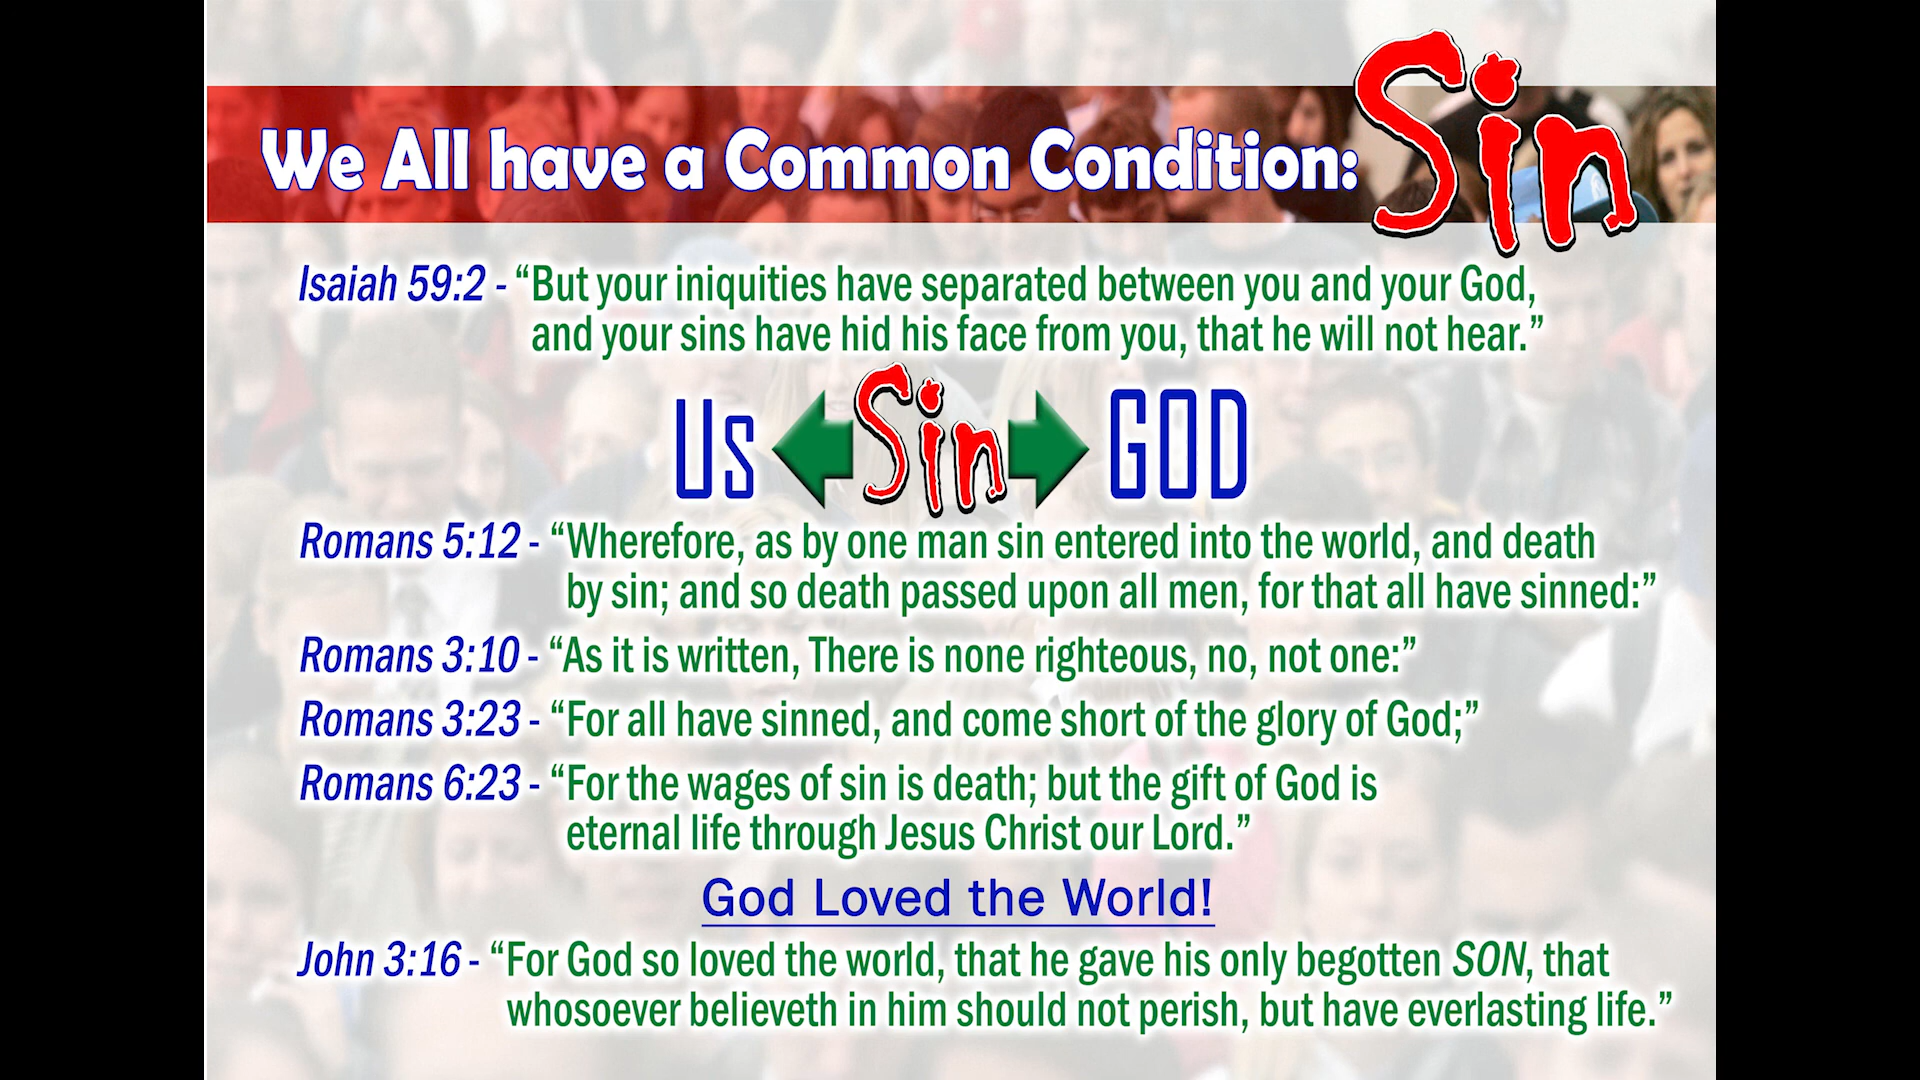 We All have a Common Condition: Sin
Isaiah 59:2 - “But your iniquities have separated between you and your God,
and your sins have hid his face from you, that he will not hear.”
Us Sin GOD
Romans 5:12 - “Wherefore, as by one man sin entered into the world, and death
by sin; and so death passed upon all men, for that all have sinned:”
Romans 3:10 - “As it is written, There is none righteous, no, not one:”
Romans 3:23 - “For all have sinned, and come short of the glory of God;”
Romans 6:23 - “For the wages of sin is death; but the gift of God is
eternal life through Jesus Christ our Lord.”
God Loved the World!
John 3:16 - “For God so loved the world, that he gave his only begotten SON, that
whosoever believeth in him should not perish, but have everlasting life.”